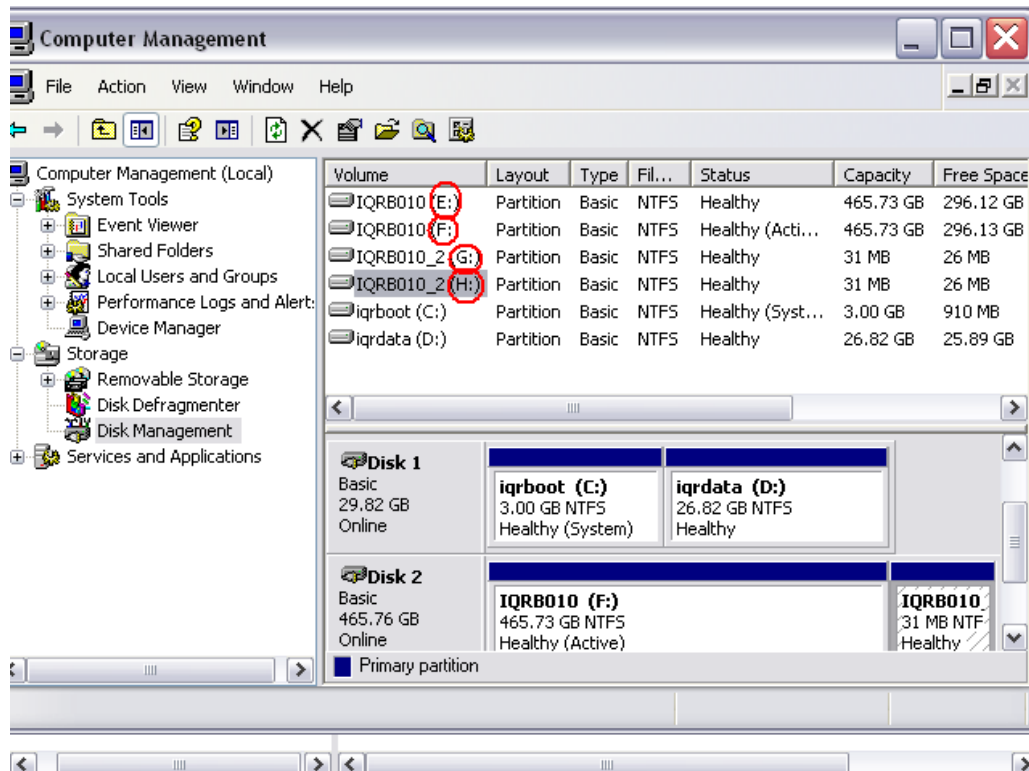 Computer Management
File Action View Window Help
Computer Management (Local)
System Tools
Event Viewer
Shared Folders
Local Users and Groups
Performance Logs and Alert:
Device Manager
Storage
Removable Storage
Disk Defragmenter
Disk Management
Services and Applications
Volume Layout Type Fil... Status Capacity Free Space
IQRB010 (E:) Partition Basic NTFS Healthy 465.73 GB 296.12 GB
IQRB010 (F: Partition Basic NTFS Healthy (Acti... 465.73 GB 296.13 GB
IQRB010_2 (G:) Partition Basic NTFS Healthy 31 MB 26 MB
IQRB010_2 (H:) Partition Basic NTFS Healthy 31 MB 26 MB
iqrboot (C:) Partition Basic NTFS Healthy (Syst... 3.00 GB 910 MB
iqrdata (D:) Partition Basic NTFS Healthy 26.82 GB 25.89 GB
Disk 1
Basic
29.82 GB
Online
iqrboot (C:)
3.00 GB NTFS
Healthy (System)
iqrdata (D:)
26.82 GB NTFS
Healthy
Disk 2
Basic
465.76 GB
Online
IQRB010 (F:)
465.73 GB NTFS
Healthy (Active)
IQRB010_
31 MB NTF
Healthy
Primary partition